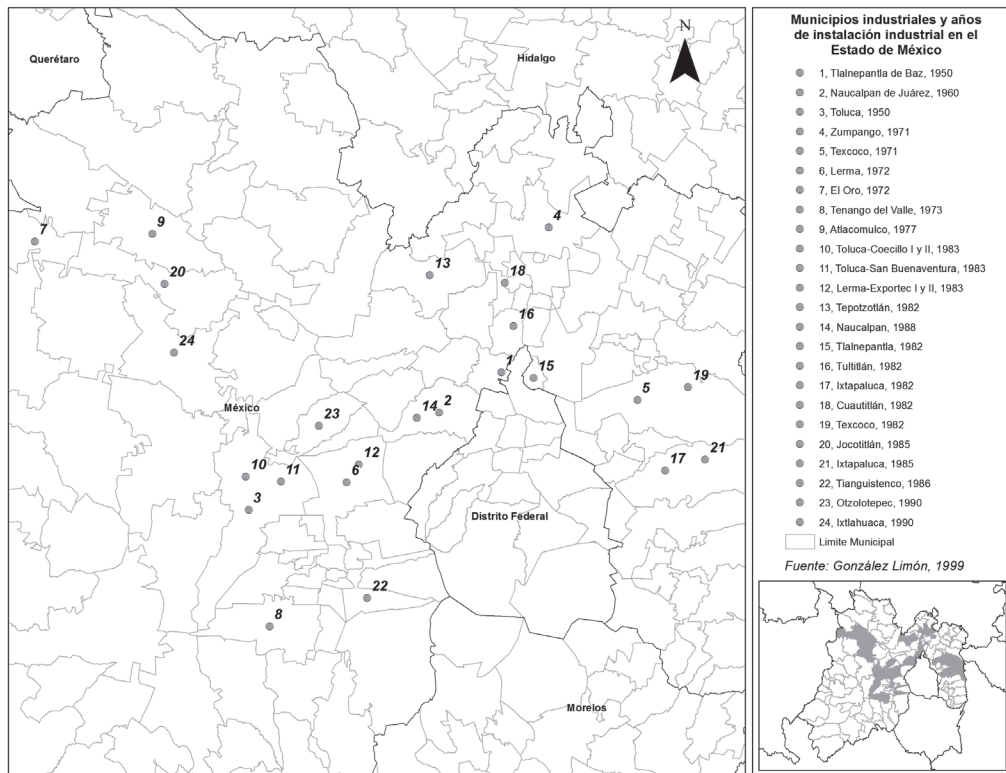 Querétaro
Hidalgo
N
4
7
9
13
20
18
16
24
1
15
5
19
México
23
14
2
10
11
12
6
17
21
3
Distrito Federal
22
8
Morelos
Municipios industriales y años
de instalación industrial en el
Estado de México
1, Tlalnepantla de Baz, 1950
2, Naucalpan de Juárez, 1960
3, Toluca, 1950
4, Zumpango, 1971
5, Texcoco, 1971
6, Lerma, 1972
7, El Oro, 1972
8, Tenango del Valle, 1973
9, Atlacomulco, 1977
10, Toluca-Coecillo I y II, 1983
11, Toluca-San Buenaventura, 1983
12, Lerma-Exportec I y II, 1983
13, Tepotzotlán, 1982
14, Naucalpan, 1988
15, Tlalnepantla, 1982
16, Tultitlán, 1982
17, Ixtapaluca, 1982
18, Cuautitlán, 1982
19, Texcoco, 1982
20, Jocotitlán, 1985
21, Ixtapaluca, 1985
22, Tianguistenco, 1986
23, Otzolotepec, 1990
24, Ixtlahuaca, 1990
Limite Municipal
Fuente: González Limón, 1999